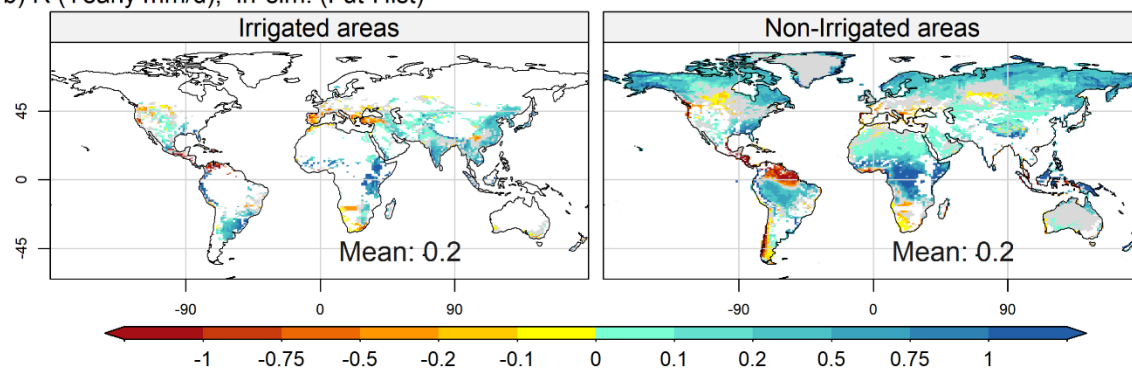 Irrigated areas Non-Irrigated areas
45 0 -45
Mean: 0.2 Mean: 0.2
-90 0 90 -90 0 90
-1 -0.75 -0.5 -0.2 -0.1 0 0.1 0.2 0.5 0.75 1